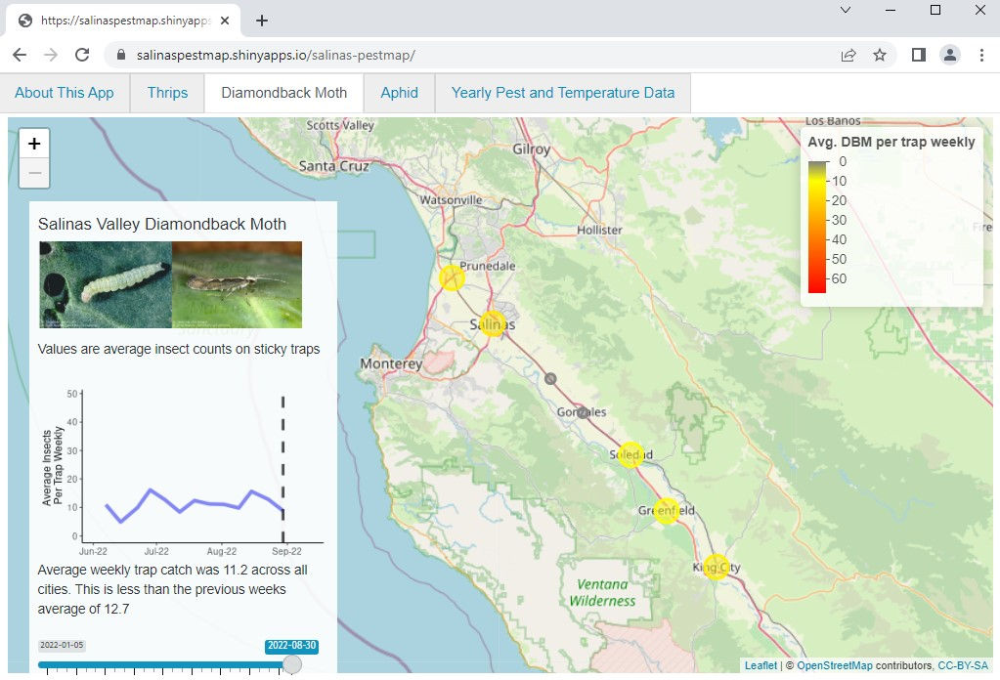 https://salinaspestmap.shinyapps
salinaspestmap.shinyapps.io/salinas-pestmap/
About This App
Thrips
Diamondback Moth
Aphid
Yearly Pest and Temperature Data
+
−
Scotts Valley
Santa Cruz
Gilroy
Watsonville
Hollister
Los Banos
Prunedale
Salinas
Monterey
Gonzales
Soledad
Greenfield
King City
Ventana
Wilderness
Fire
Avg. DBM per trap weekly
0
10
20
30
40
50
60
Salinas Valley Diamondback Moth
Sanctuary
Values are average insect counts on sticky traps
Average Insects
Per Trap Weekly
50
40
30
20
10
0
Jun-22
Jul-22
Aug-22
Sep-22
Average weekly trap catch was 11.2 across all
cities. This is less than the previous weeks
average of 12.7
2022-01-05
2022-08-30
Leaflet | © OpenStreetMap contributors, CC-BY-SA